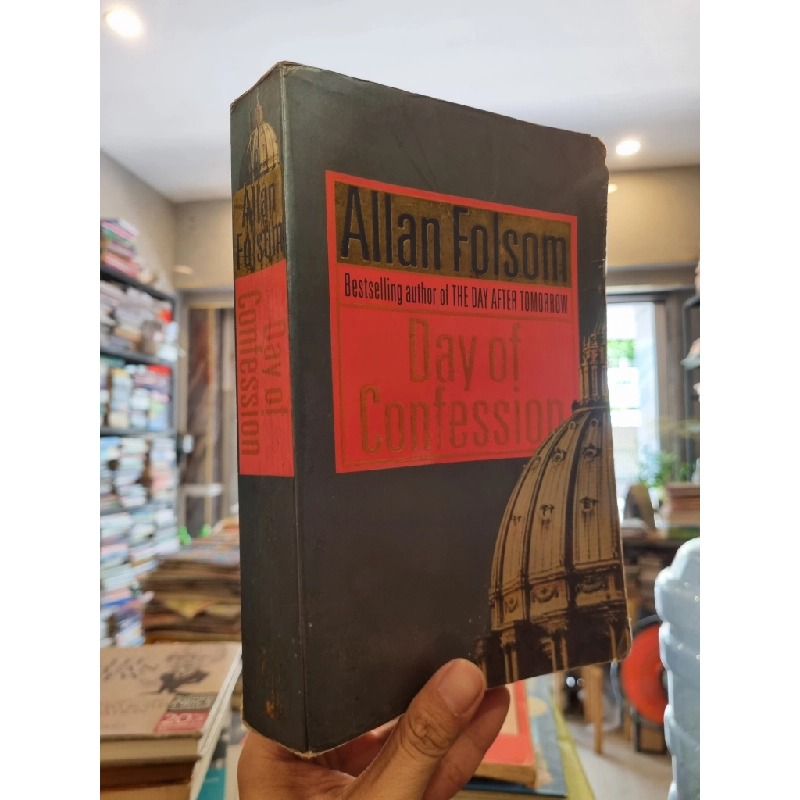 Allan
Folsom
Day of
Confession
Allan Folsom
Bestselling author of THE DAY AFTER TOMORROW
Day of
Confession